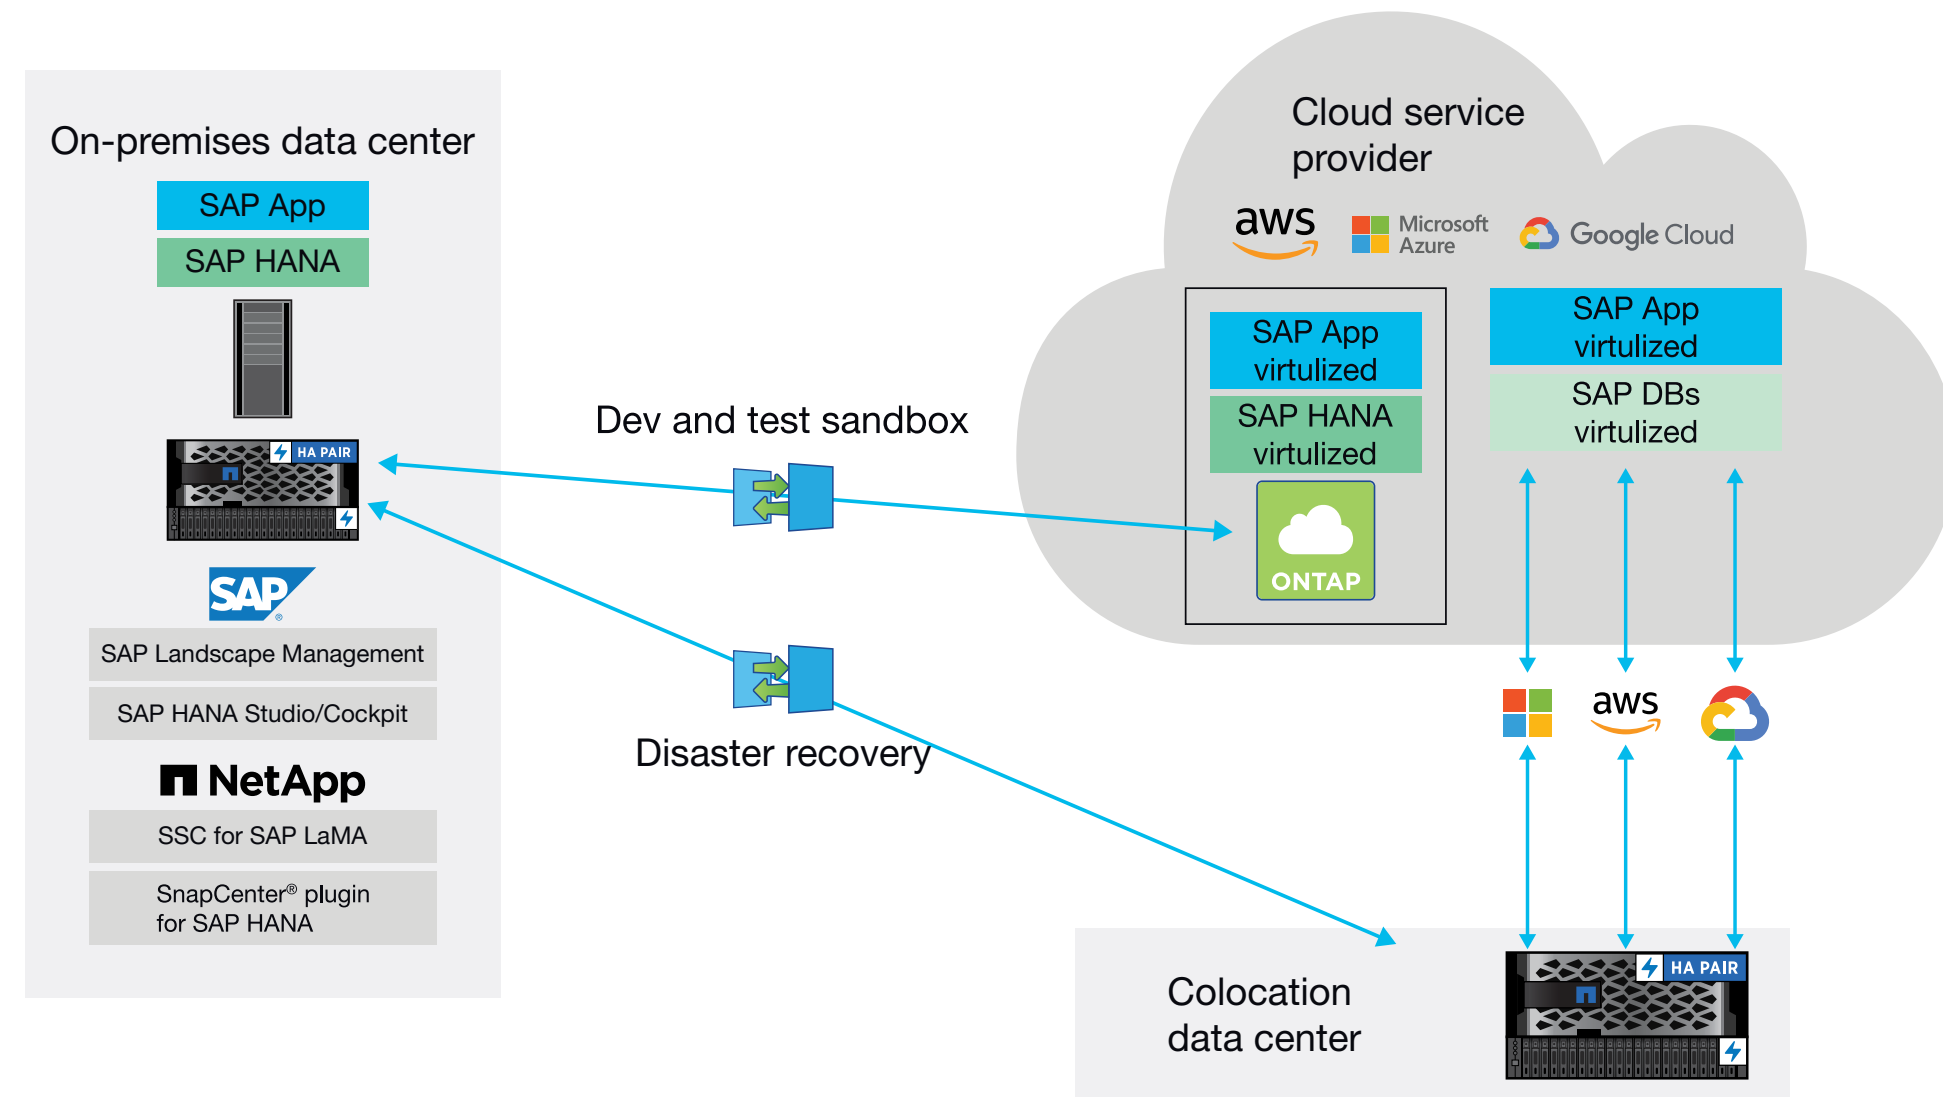 On-premises data center
SAP App
SAP HANA
HA PAIR
SAP®
SAP Landscape Management
SAP HANA Studio/Cockpit
NetApp
SSC for SAP LaMA
SnapCenter® plugin
for SAP HANA
Dev and test sandbox
Disaster recovery
Cloud service
provider
aws
Microsoft
Azure
Google Cloud
SAP App
virtulized
SAP HANA
virtulized
ONTAP
SAP App
virtulized
SAP DBs
virtulized
aws
Colocation
data center
HA PAIR